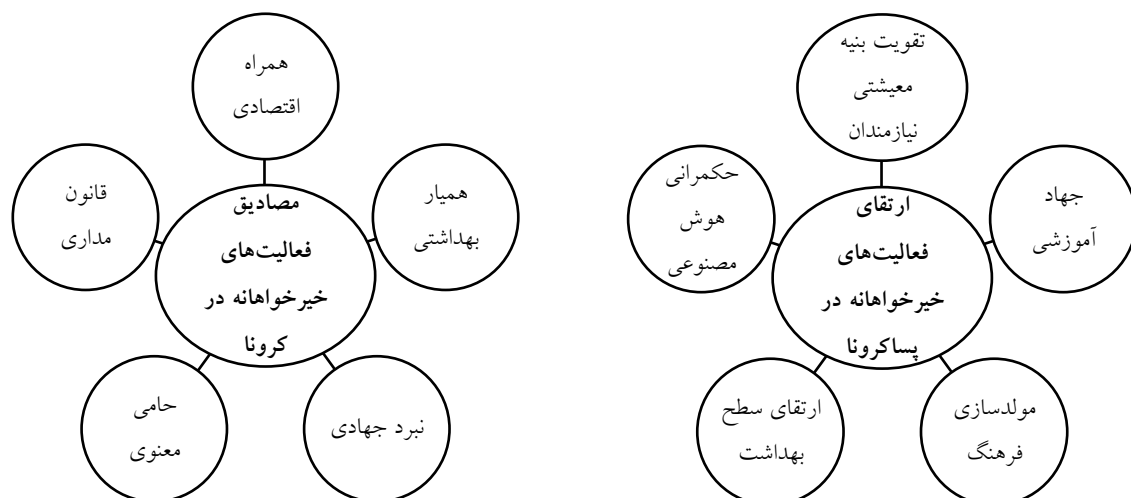 تقویت بنیه
معیشتی
نیازمندان
جهاد
آموزشی
مولدسازی
فرهنگ
ارتقای سطح
بهداشت
حکمرانی
هوش
مصنوعی
ارتقای
فعالیت‌های
خیرخواهانه در
پساکرونا
همراه
اقتصادی
همیار
بهداشتی
نبرد جهادی
حامی
معنوی
قانون
مداری
مصادیق
فعالیت‌های
خیرخواهانه در
کرونا